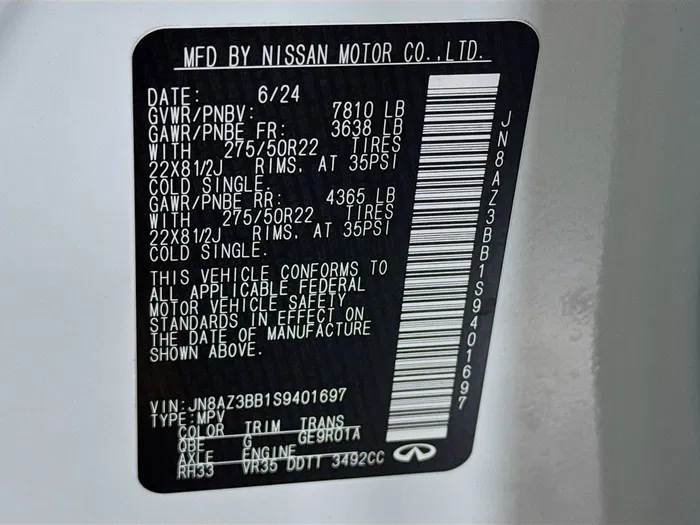 MFD BY NISSAN MOTOR CO.,LTD.
DATE: 6/24
GVWR/PNBV: 7810 LB
GAWR/PNBE FR: 3638 LB
WITH 275/50R22 TIRES
22X81/2J RIMS. AT 35PSI
COLD SINGLE.
GAWR/PNBE RR: 4365 LB
WITH 275/50R22 TIRES
22X81/2J RIMS. AT 35PSI
COLD SINGLE.
THIS VEHICLE CONFORMS TO
ALL APPLICABLE FEDERAL
MOTOR VEHICLE SAFETY
STANDARDS IN EFFECT ON
THE DATE OF MANUFACTURE
SHOWN ABOVE.
VIN:JN8AZ3BB1S9401697
TYPE:MPV
COLOR TRIM TRANS
QBE G GE9R01A
AXLE ENGINE
RH33 VR35 DDTT 3492CC
JN8AZ3BB1S9401697